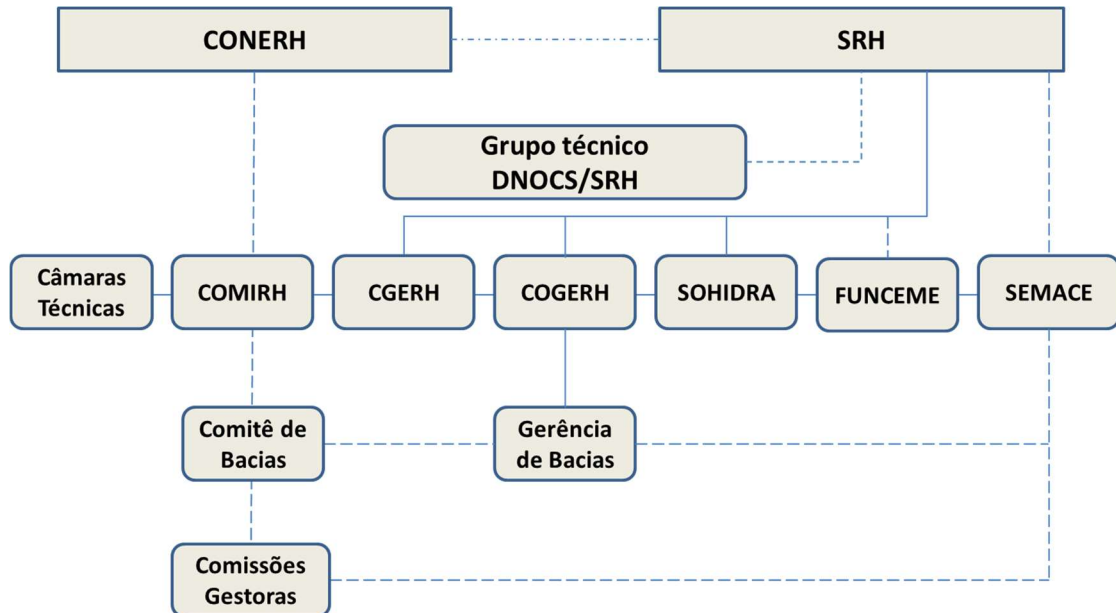 CONERH
SRH
Grupo técnico
DNOCS/SRH
Câmaras
Técnicas
COMIRH
CGERH
COGERH
SOHIDRA
FUNCEME
SEMACE
Comitê de
Bacias
Gerência
de Bacias
Comissões
Gestoras